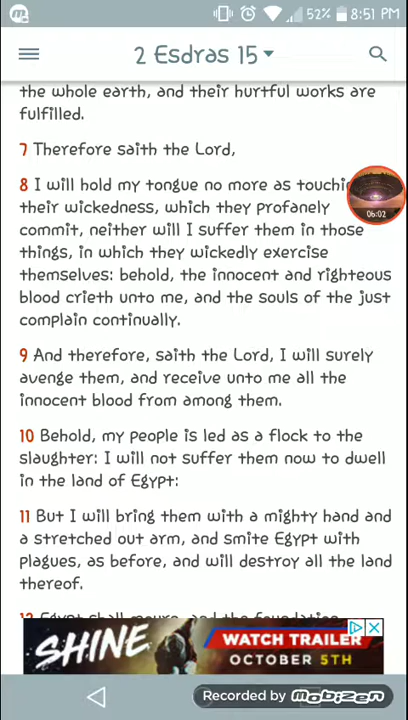 52% 8:51 PM
2 Esdras 15
the whole earth, and their hurtful works are
fulfilled.
7 Therefore saith the Lord,
8 I will hold my tongue no more as touchi
their wickedness, which they profanely
commit, neither will I suffer them in those
things, in which they wickedly exercise
themselves: behold, the innocent and righteous
blood crieth unto me, and the souls of the just
complain continually.
06:02
9 And therefore, saith the Lord, I will surely
avenge them, and receive unto me all the
innocent blood from among them.
10 Behold, my people is led as a flock to the
slaughter: I will not suffer them now to dwell
in the land of Egypt:
11 But I will bring them with a mighty hand and
a stretched out arm, and smite Egypt with
plagues, as before, and will destroy all the land
thereof.
12 Egypt shall mourn, and the foundation
SHINE
WATCH TRAILER
OCTOBER 5TH
Recorded by mobizen